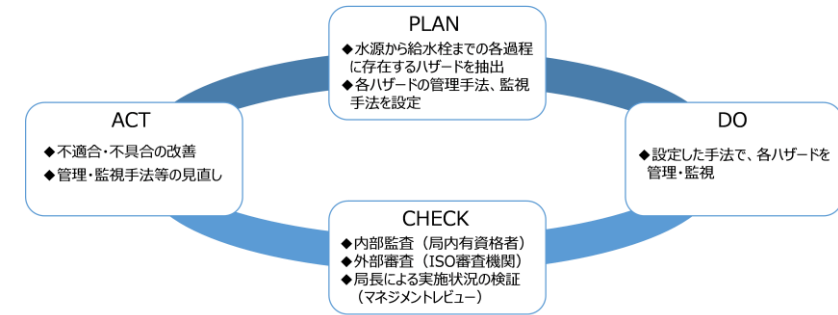 PLAN
◆水源から給水栓までの各過程
に存在するハザードを抽出
◆各ハザードの管理手法、監視
手法を設定
ACT
◆不適合・不具合の改善
◆管理・監視手法等の見直し
DO
◆設定した手法で、各ハザードを
管理・監視
CHECK
◆内部監査（局内有資格者）
◆外部審査（ISO審査機関）
◆局長による実施状況の検証
（マネジメントレビュー）